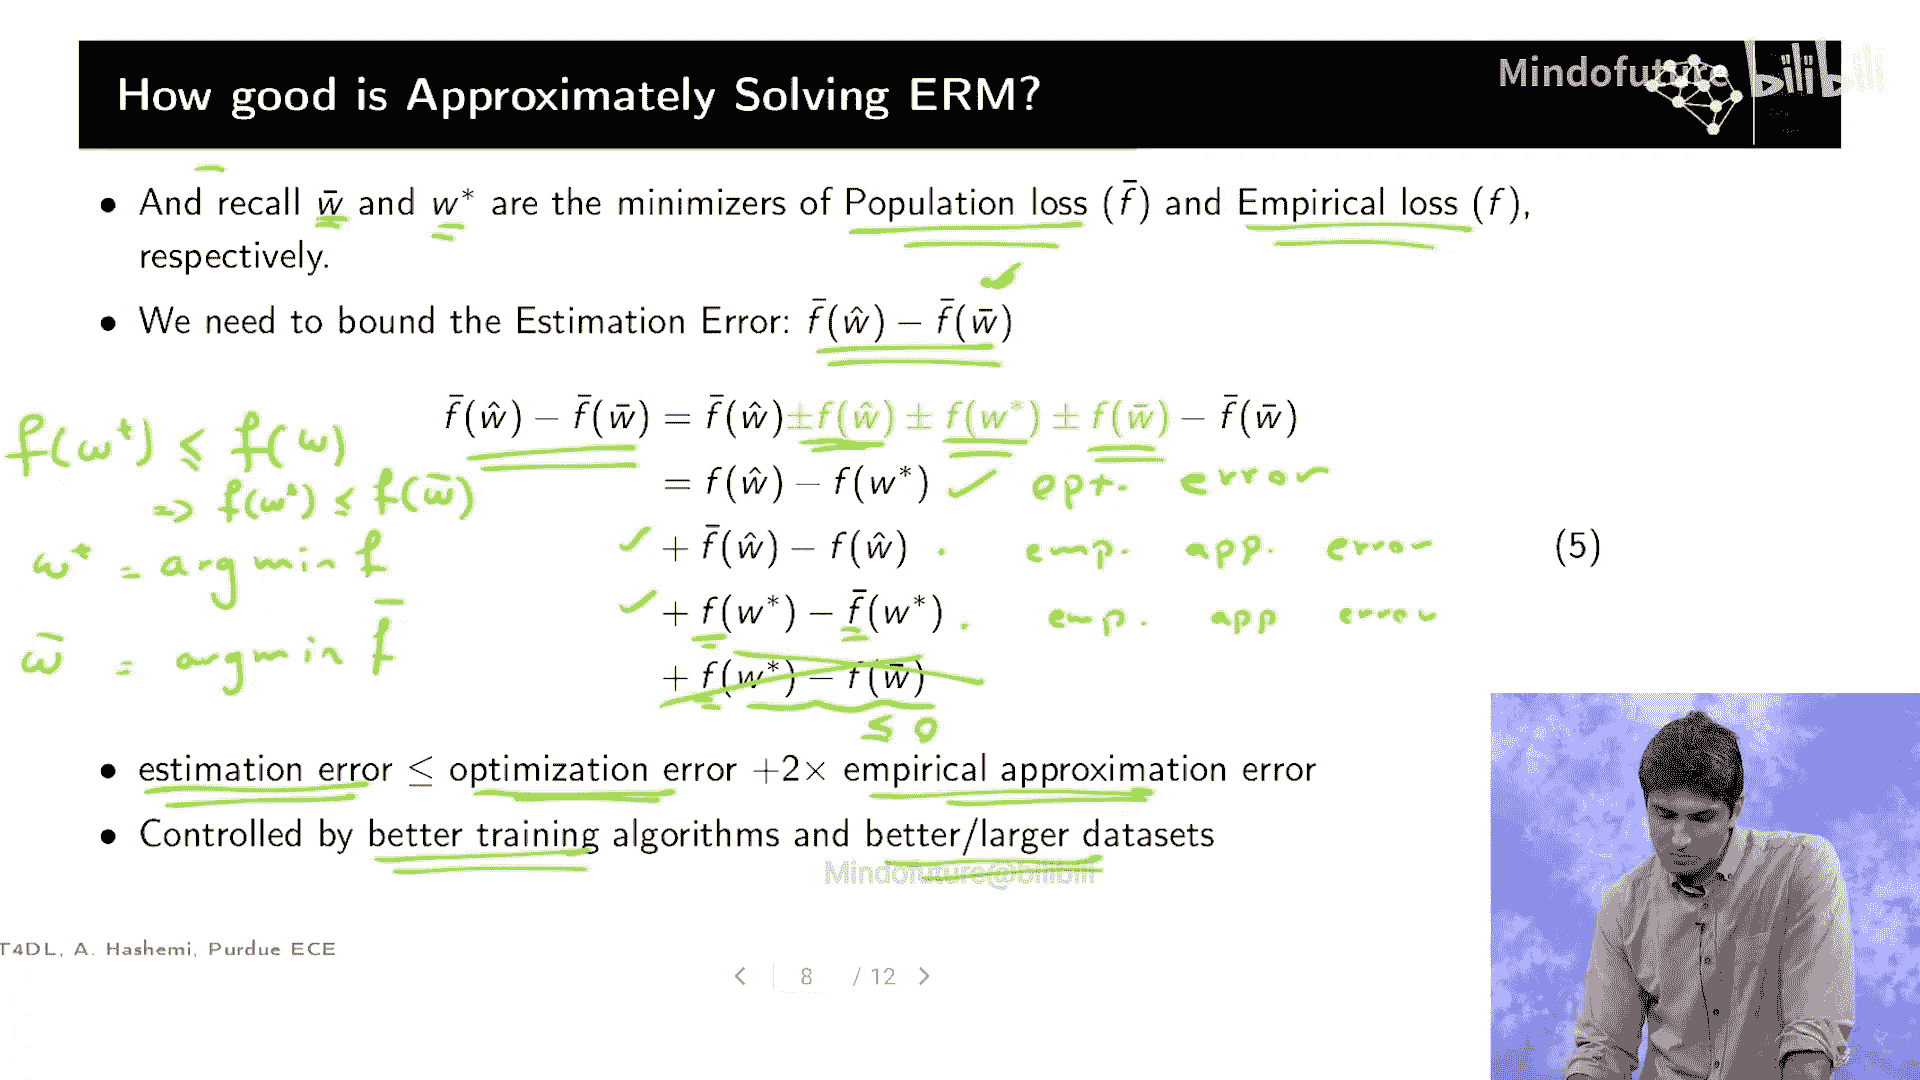 How good is Approximately Solving ERM?
Mindofuture bilibili
• And recall w̄ and w* are the minimizers of Population loss (f̄) and Empirical loss (f),
respectively.
• We need to bound the Estimation Error: f̄(ŵ) − f̄(w̄)
f̄(ŵ) − f̄(w̄) = f̄(ŵ) ± f(ŵ) ± f(w*) ± f(w̄) − f̄(w̄)
f(w*) ≤ f(w)
= f(ŵ) − f(w*) ✓ opt. error
⇒ f(w*) ≤ f(w̄)
✓ + f̄(ŵ) − f(ŵ) . emp. app. error (5)
w* = argmin f
✓ + f(w*) − f̄(w*) . emp. app error
w̄ = argmin f̄
+ f(w*) − f(w̄)
≤ 0
• estimation error ≤ optimization error +2× empirical approximation error
• Controlled by better training algorithms and better/larger datasets
Mindofuture@bilibili
T4DL, A. Hashemi, Purdue ECE
8 / 12